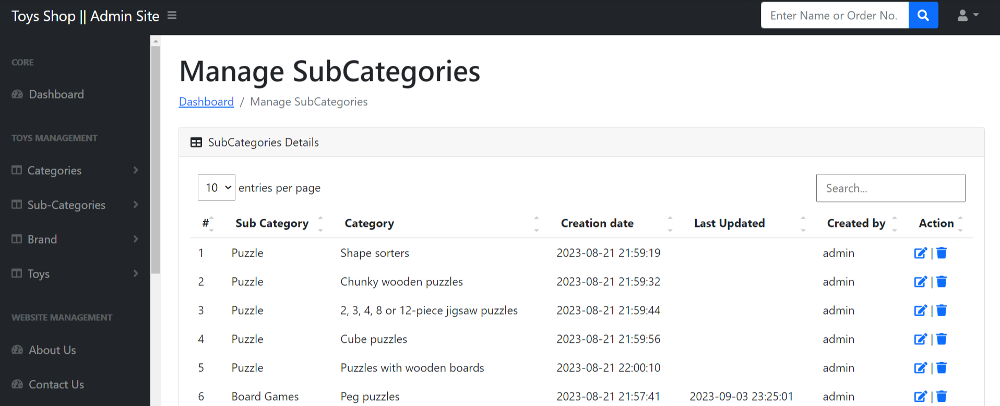 Toys Shop || Admin Site
Enter Name or Order No.
CORE
Dashboard
TOYS MANAGEMENT
Categories
Sub-Categories
Brand
Toys
WEBSITE MANAGEMENT
About Us
Contact Us
Manage SubCategories
Dashboard / Manage SubCategories
SubCategories Details
10 entries per page
Search...
# Sub Category Category Creation date Last Updated Created by Action
1 Puzzle Shape sorters 2023-08-21 21:59:19 admin |
2 Puzzle Chunky wooden puzzles 2023-08-21 21:59:32 admin |
3 Puzzle 2, 3, 4, 8 or 12-piece jigsaw puzzles 2023-08-21 21:59:44 admin |
4 Puzzle Cube puzzles 2023-08-21 21:59:56 admin |
5 Puzzle Puzzles with wooden boards 2023-08-21 22:00:10 admin |
6 Board Games Peg puzzles 2023-08-21 21:57:41 2023-09-03 23:25:01 admin |